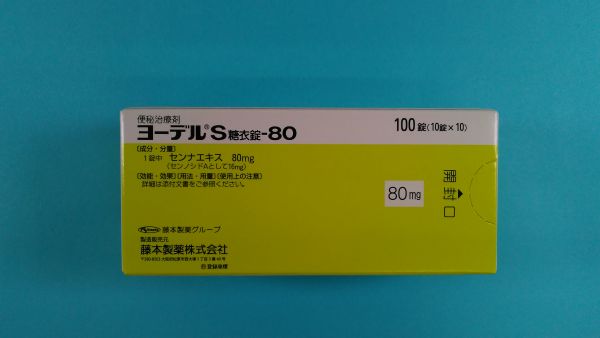 便秘治療剤
ヨーデル®S糖衣錠-80
100錠(10錠×10)
〔成分・分量〕
1錠中 センナエキス 80mg
(センノシドAとして16mg)
〔効能・効果〕〔用法・用量〕〔使用上の注意〕
詳細は添付文書をご参照ください。
80mg
開封口
藤本製薬グループ
製造販売元
藤本製薬株式会社
®登録商標